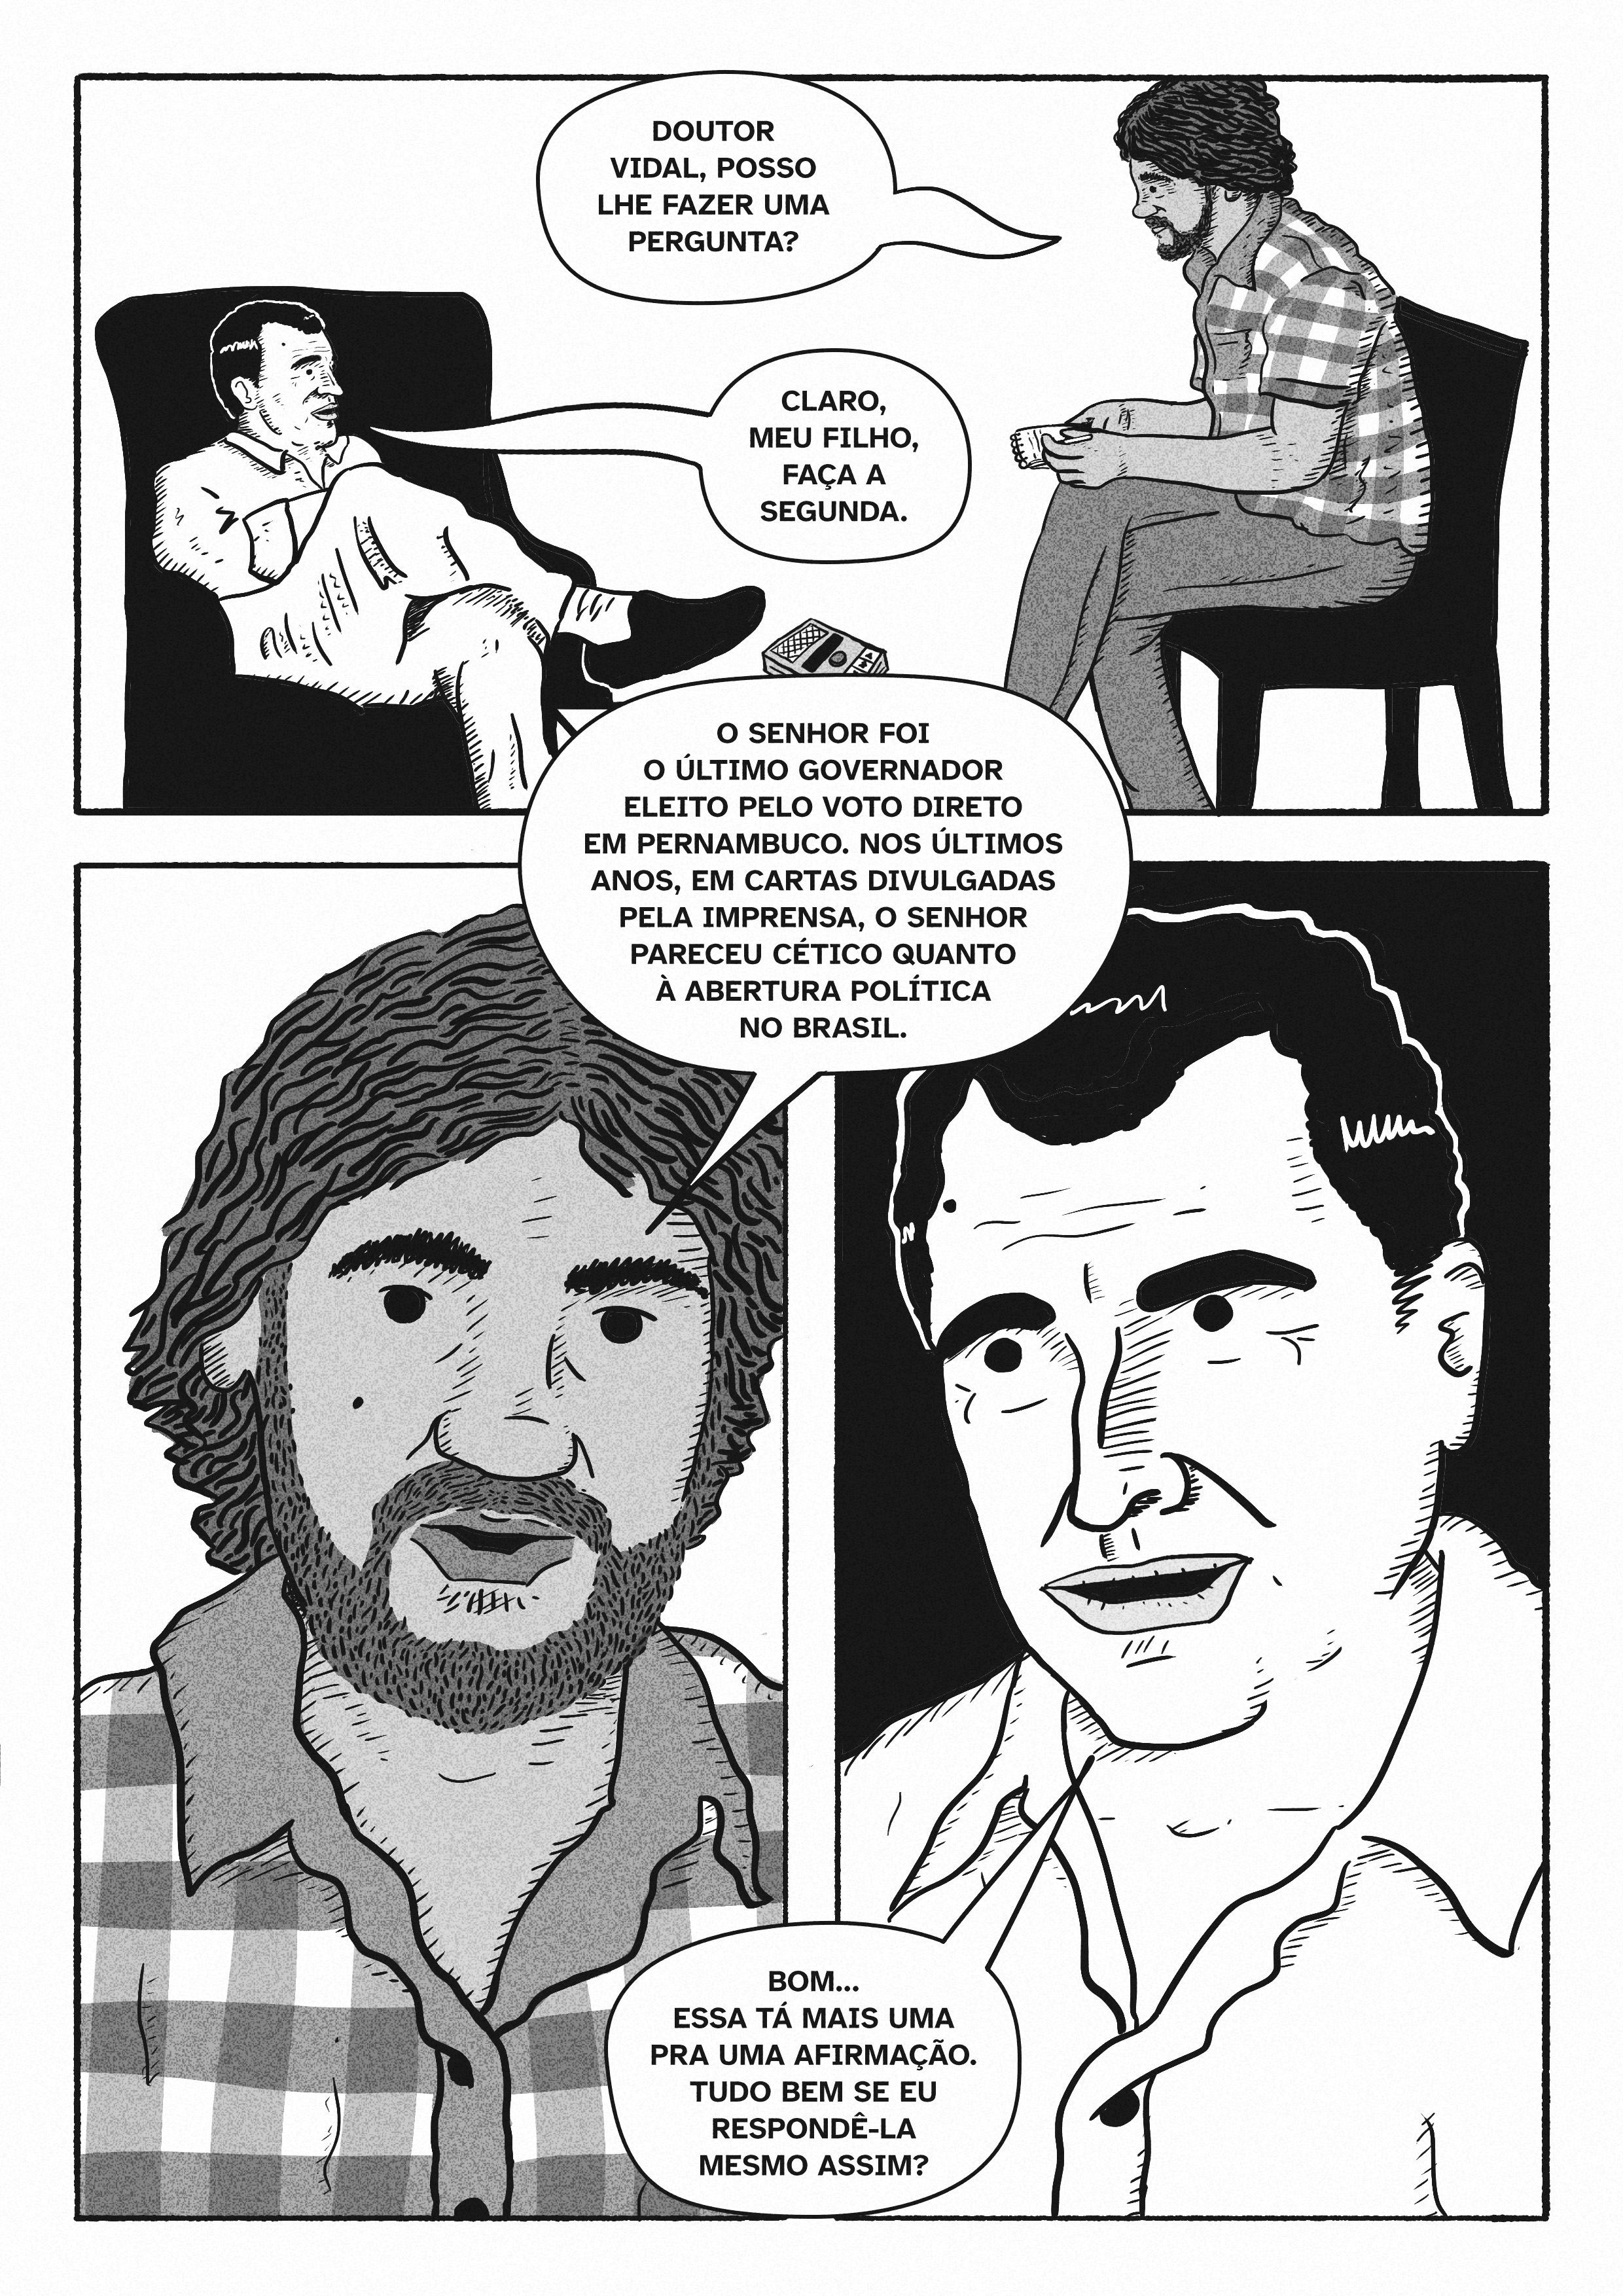 DOUTOR
VIDAL, POSSO
LHE FAZER UMA
PERGUNTA?
CLARO,
MEU FILHO,
FAÇA A
SEGUNDA.
O SENHOR FOI
O ÚLTIMO GOVERNADOR
ELEITO PELO VOTO DIRETO
EM PERNAMBUCO. NOS ÚLTIMOS
ANOS, EM CARTAS DIVULGADAS
PELA IMPRENSA, O SENHOR
PARECEU CÉTICO QUANTO
À ABERTURA POLÍTICA
NO BRASIL.
BOM...
ESSA TÁ MAIS UMA
PRA UMA AFIRMAÇÃO.
TUDO BEM SE EU
RESPONDÊ-LA
MESMO ASSIM?